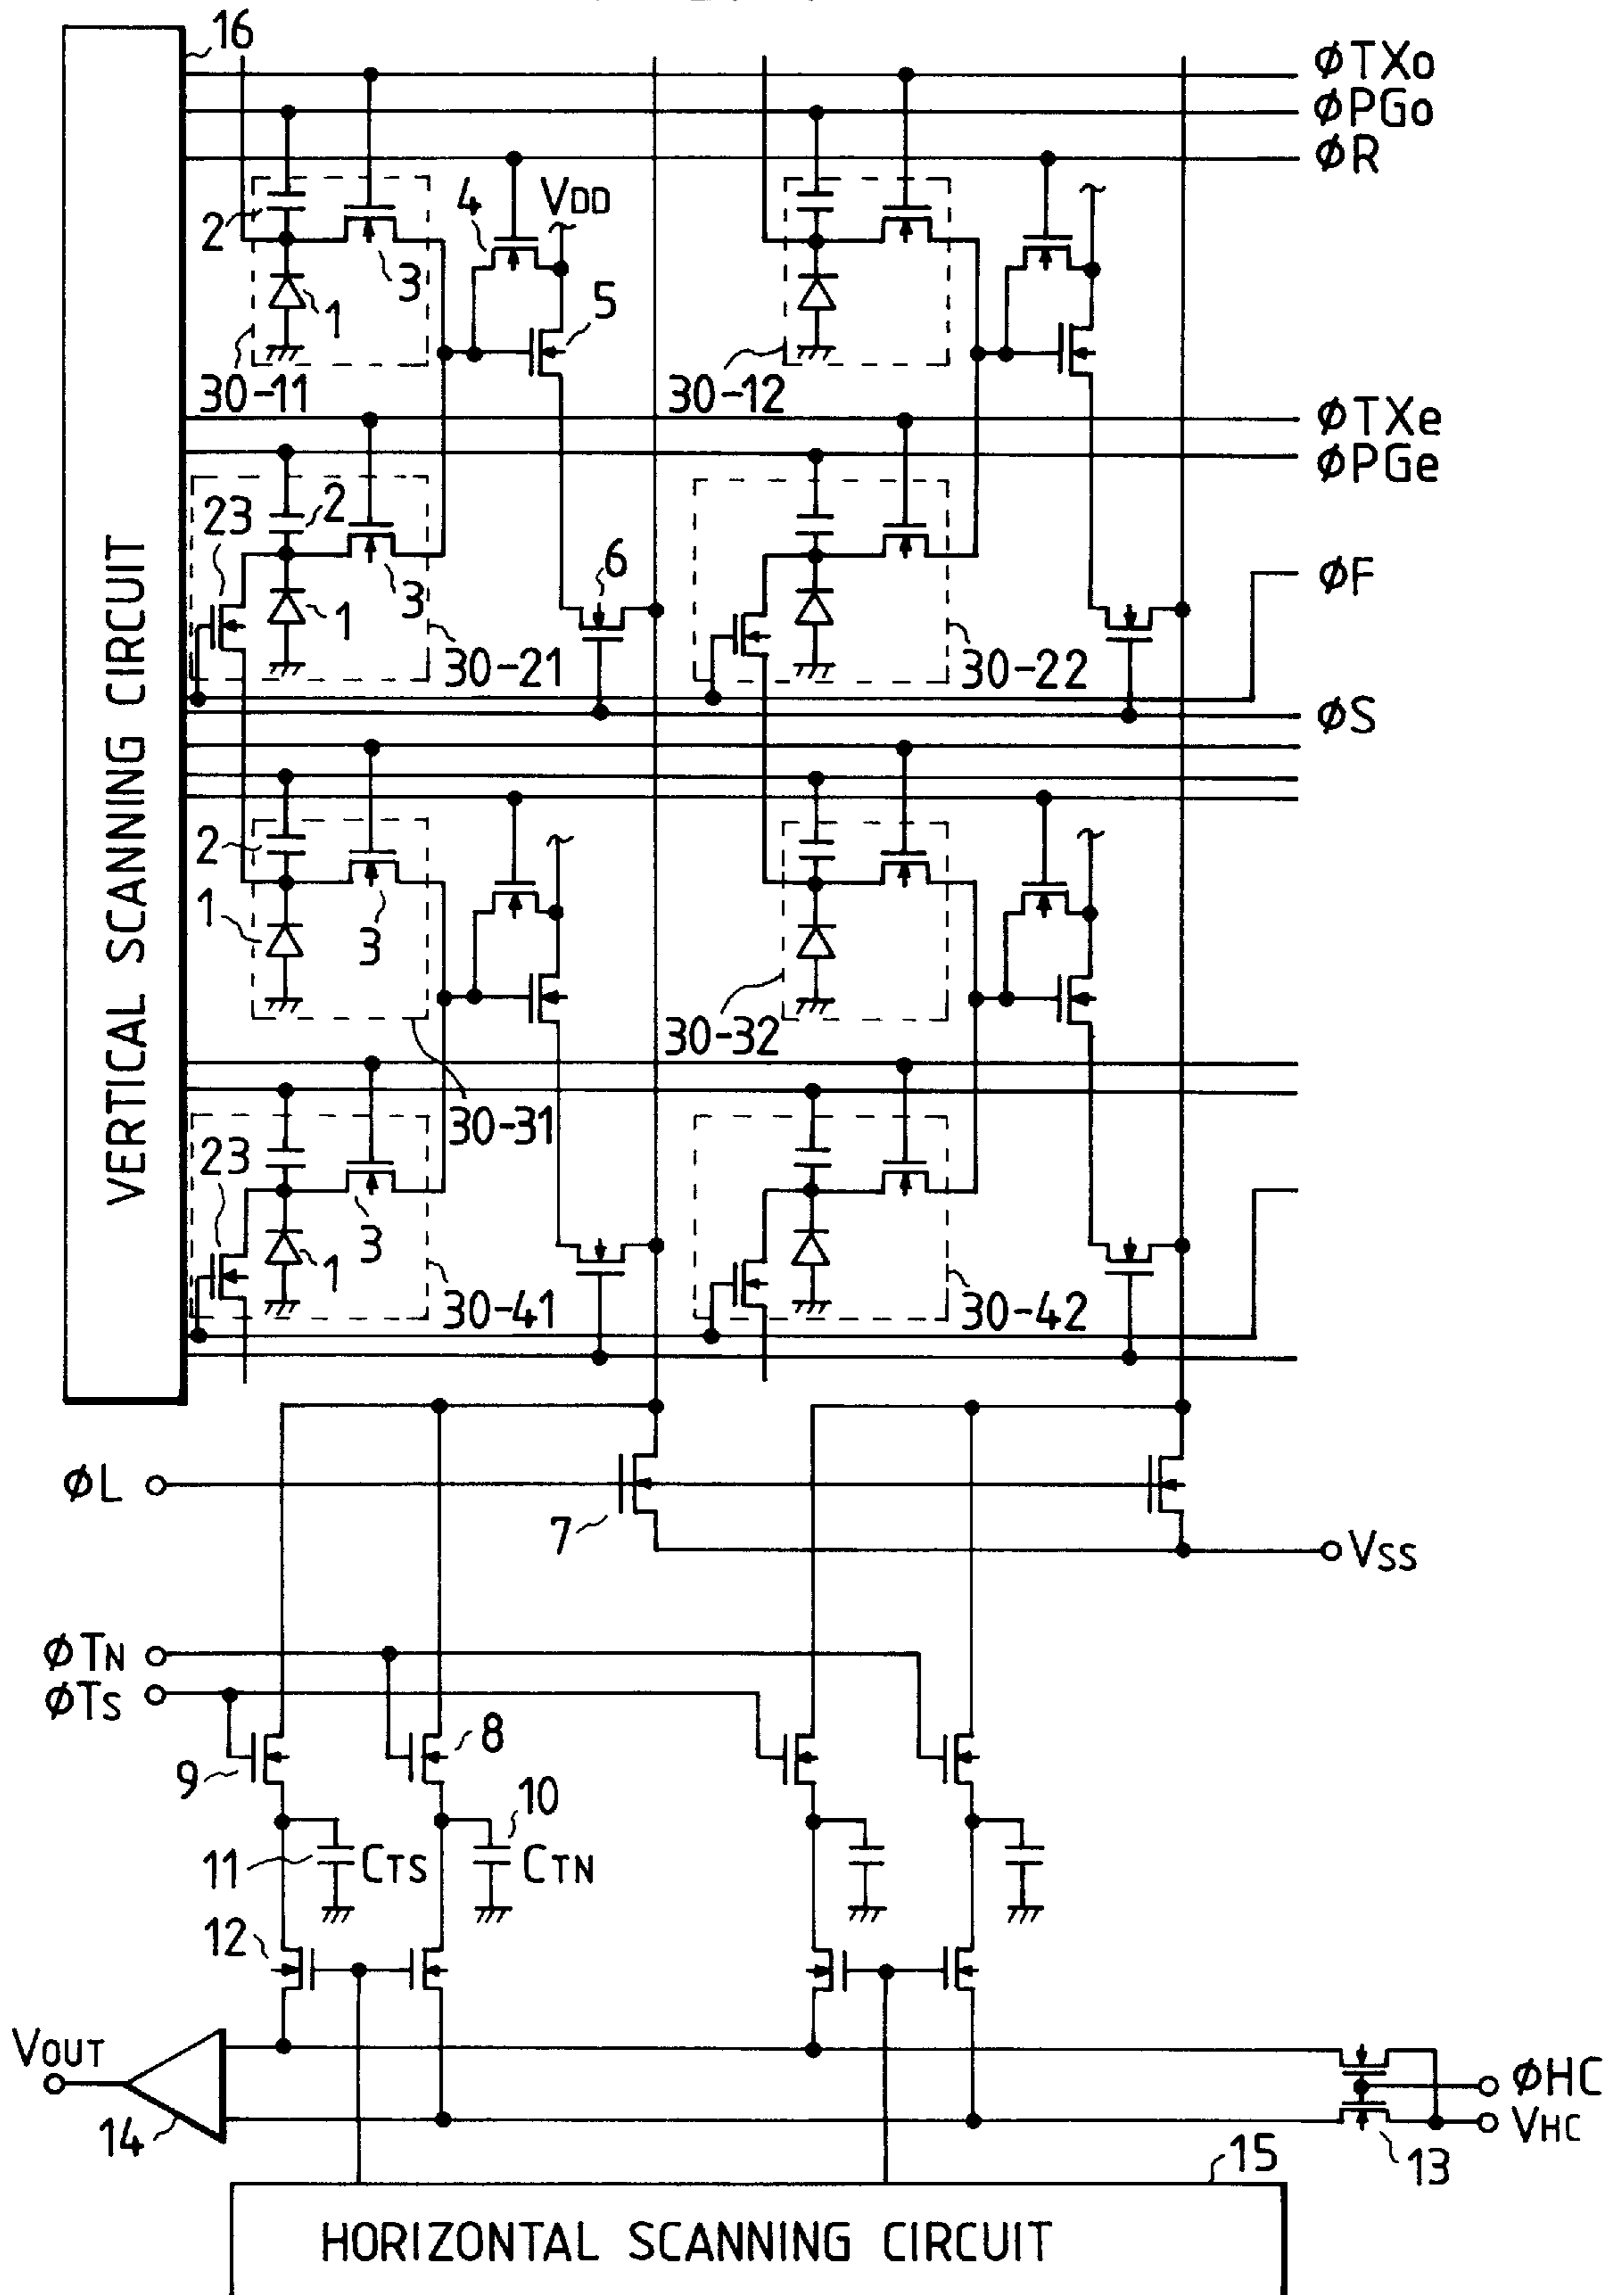 16
φTXo
φPGo
φR
2
4
VDD
3
1
5
30-11
30-12
φTXe
φPGe
23
2
6
φF
3
1
30-21
30-22
φS
VERTICAL SCANNING CIRCUIT
2
1
3
30-32
30-31
23
3
1
30-41
30-42
φL
7
VSS
φTN
φTS
8
9
10
11
CTS
CTN
12
VOUT
φHC
VHC
14
13
15
HORIZONTAL SCANNING CIRCUIT